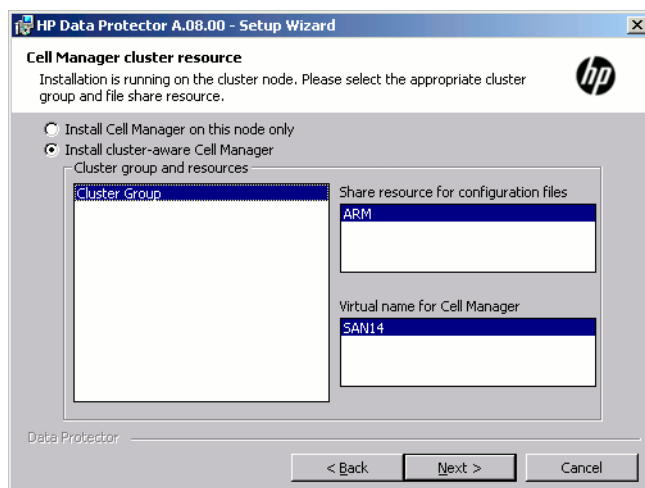 HP Data Protector A.08.00 - Setup Wizard
Cell Manager cluster resource
Installation is running on the cluster node. Please select the appropriate cluster
group and file share resource.
hp
Install Cell Manager on this node only
Install cluster-aware Cell Manager
Cluster group and resources
Cluster Group
Share resource for configuration files
ARM
Virtual name for Cell Manager
SAN14
Data Protector
< Back
Next >
Cancel